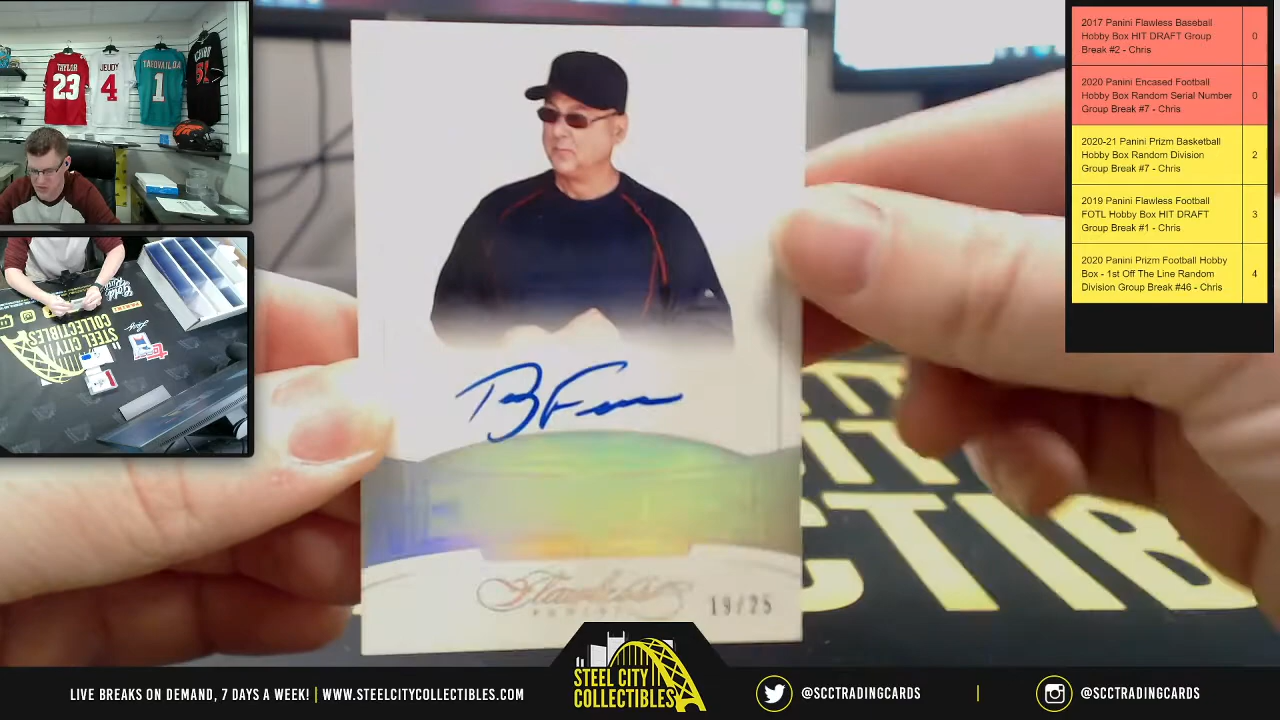 TAYLOR
23
JEUDY
4
TAGOVAILOA
1
51
STEEL CITY
COLLECTIBLES
Flawless
PANINI
19/25
2017 Panini Flawless Baseball
Hobby Box HIT DRAFT Group
Break #2 - Chris
0
2020 Panini Encased Football
Hobby Box Random Serial Number
Group Break #7 - Chris
0
2020-21 Panini Prizm Basketball
Hobby Box Random Division
Group Break #7 - Chris
2
2019 Panini Flawless Football
FOTL Hobby Box HIT DRAFT
Group Break #1 - Chris
3
2020 Panini Prizm Football Hobby
Box - 1st Off The Line Random
Division Group Break #46 - Chris
4
LIVE BREAKS ON DEMAND, 7 DAYS A WEEK! | WWW.STEELCITYCOLLECTIBLES.COM
STEEL CITY
COLLECTIBLES
@SCCTRADINGCARDS | @SCCTRADINGCARDS